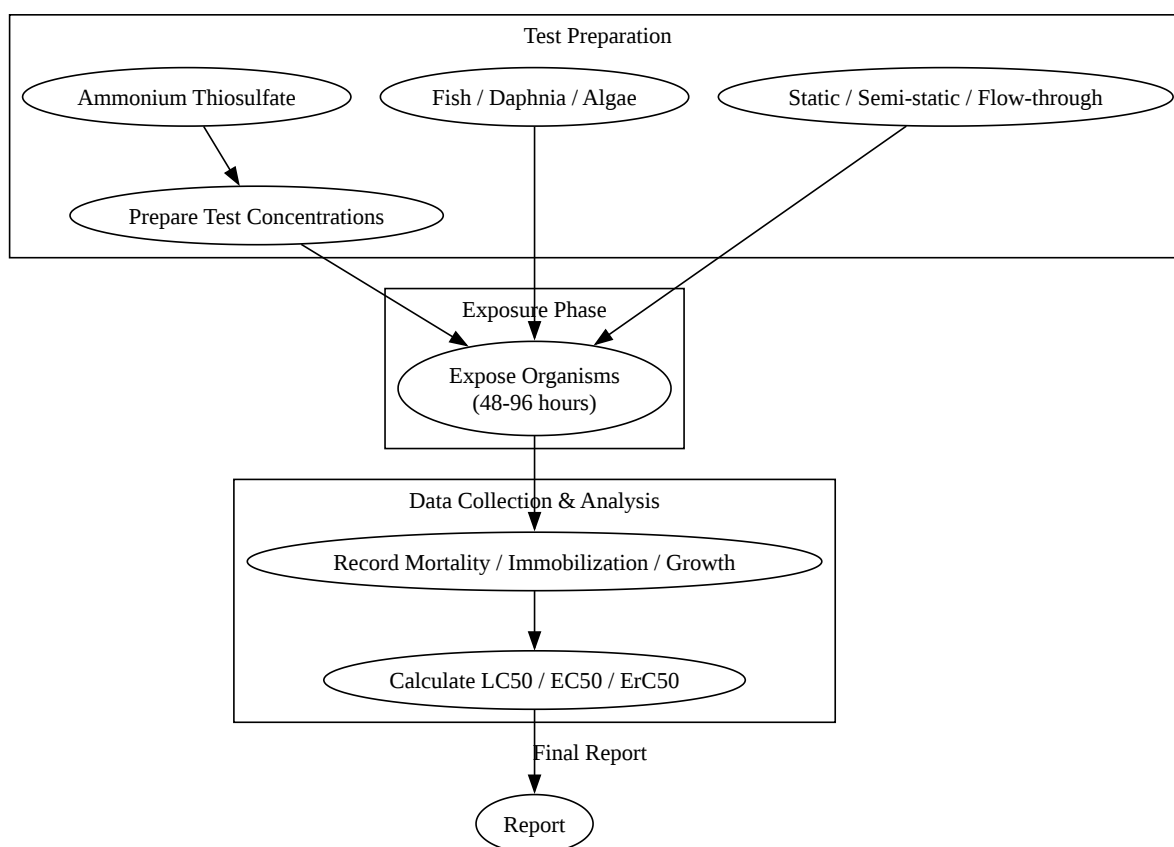 Test Preparation
Ammonium Thiosulfate
Fish / Daphnia / Algae
Static / Semi-static / Flow-through
Prepare Test Concentrations
Exposure Phase
Expose Organisms
(48-96 hours)
Data Collection & Analysis
Record Mortality / Immobilization / Growth
Calculate LC50 / EC50 / ErC50
Final Report
Report